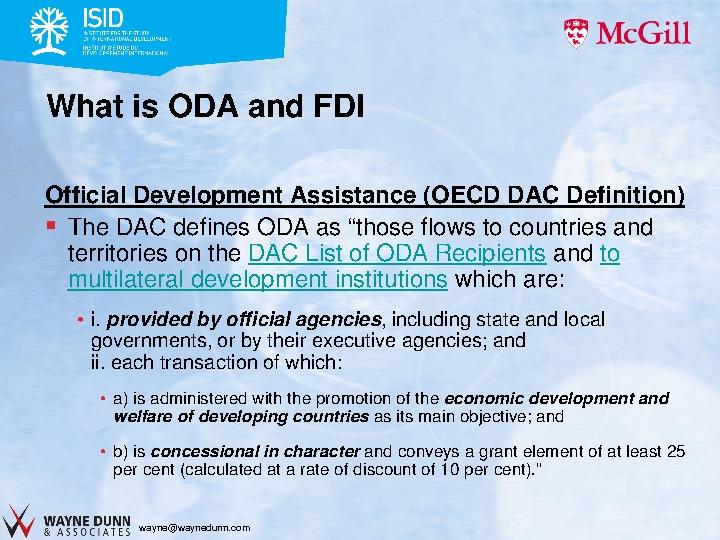 ISID
INSTITUTE FOR THE STUDY
OF INTERNATIONAL DEVELOPMENT
INSTITUT D'ÉTUDE DU
DÉVELOPPEMENT INTERNATIONAL
McGill
What is ODA and FDI
Official Development Assistance (OECD DAC Definition)
▪ The DAC defines ODA as “those flows to countries and
territories on the DAC List of ODA Recipients and to
multilateral development institutions which are:
• i. provided by official agencies, including state and local
governments, or by their executive agencies; and
ii. each transaction of which:
• a) is administered with the promotion of the economic development and
welfare of developing countries as its main objective; and
• b) is concessional in character and conveys a grant element of at least 25
per cent (calculated at a rate of discount of 10 per cent)."
WAYNE DUNN
& ASSOCIATES
wayne@waynedunn.com